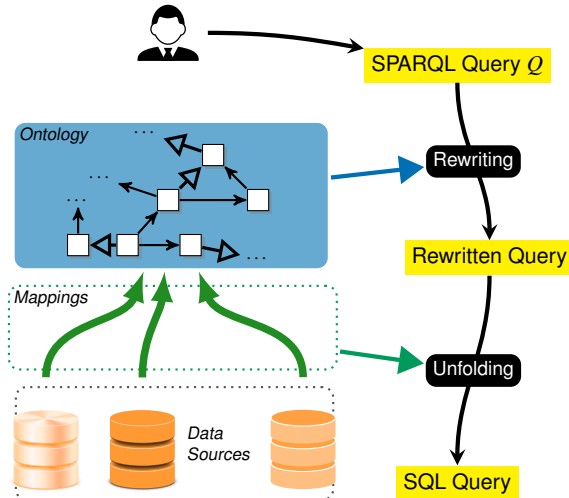 SPARQL Query Q
Ontology
...
...
...
...
Rewriting
Rewritten Query
Mappings
Unfolding
Data
Sources
SQL Query